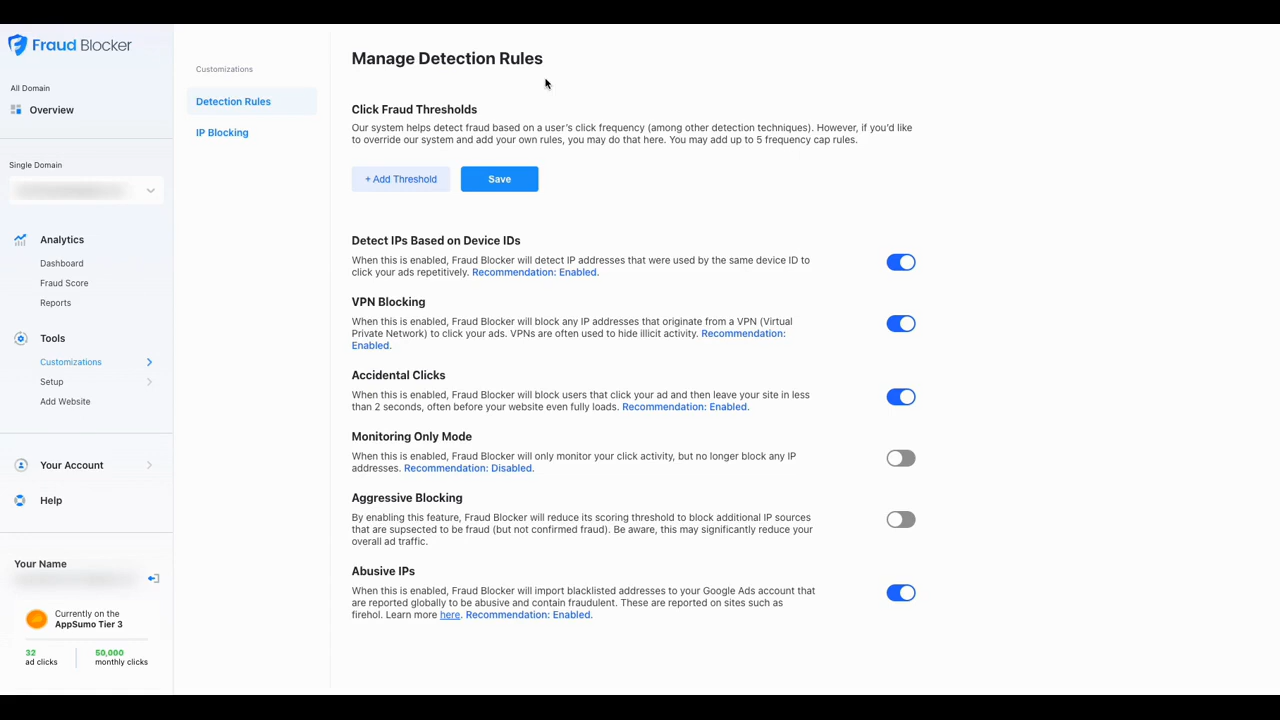 Fraud Blocker
All Domain
Overview
Single Domain
Analytics
Dashboard
Fraud Score
Reports
Tools
Customizations
Setup
Add Website
Your Account
Help
Your Name
Currently on the
AppSumo Tier 3
32
ad clicks
50,000
monthly clicks
Customizations
Detection Rules
IP Blocking
Manage Detection Rules
Click Fraud Thresholds
Our system helps detect fraud based on a user's click frequency (among other detection techniques). However, if you'd like
to override our system and add your own rules, you may do that here. You may add up to 5 frequency cap rules.
+ Add Threshold
Save
Detect IPs Based on Device IDs
When this is enabled, Fraud Blocker will detect IP addresses that were used by the same device ID to
click your ads repetitively. Recommendation: Enabled.
VPN Blocking
When this is enabled, Fraud Blocker will block any IP addresses that originate from a VPN (Virtual
Private Network) to click your ads. VPNs are often used to hide illicit activity. Recommendation:
Enabled.
Accidental Clicks
When this is enabled, Fraud Blocker will block users that click your ad and then leave your site in less
than 2 seconds, often before your website even fully loads. Recommendation: Enabled.
Monitoring Only Mode
When this is enabled, Fraud Blocker will only monitor your click activity, but no longer block any IP
addresses. Recommendation: Disabled.
Aggressive Blocking
By enabling this feature, Fraud Blocker will reduce its scoring threshold to block additional IP sources
that are supsected to be fraud (but not confirmed fraud). Be aware, this may significantly reduce your
overall ad traffic.
Abusive IPs
When this is enabled, Fraud Blocker will import blacklisted addresses to your Google Ads account that
are reported globally to be abusive and contain fraudulent. These are reported on sites such as
firehol. Learn more here. Recommendation: Enabled.